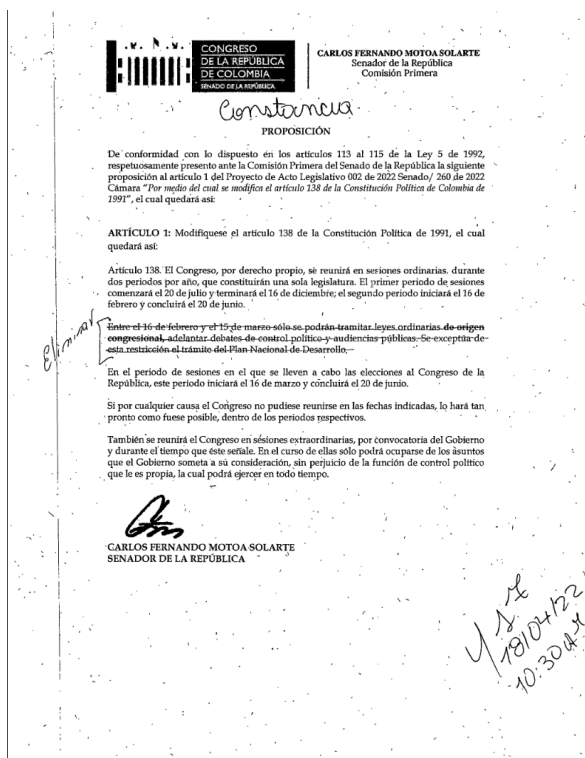 CONGRESO
DE LA REPÚBLICA
DE COLOMBIA
SENADO DE LA REPÚBLICA
CARLOS FERNANDO MOTOA SOLARTE
Senador de la República
Comisión Primera
Constancia
PROPOSICIÓN
De conformidad con lo dispuesto en los artículos 113 al 115 de la Ley 5 de 1992,
respetuosamente presento ante la Comisión Primera del Senado de la República la siguiente
proposición al artículo 1 del Proyecto de Acto Legislativo 002 de 2022 Senado/ 260 de 2022
Cámara "Por medio del cual se modifica el artículo 138 de la Constitución Política de Colombia de
1991", el cual quedará así:
ARTÍCULO 1: Modifíquese el artículo 138 de la Constitución Política de 1991, el cual
quedará así:
Artículo 138. El Congreso, por derecho propio, se reunirá en sesiones ordinarias, durante
dos periodos por año, que constituirán una sola legislatura. El primer periodo de sesiones
comenzará el 20 de julio y terminará el 16 de diciembre; el segundo periodo iniciará el 16 de
febrero y concluirá el 20 de junio.
Eliminar
Entre el 16 de febrero y el 15 de marzo sólo se podrán tramitar leyes ordinarias de origen
congresional, adelantar debates de control político y audiencias públicas. Se exceptúa de
esta restricción el trámite del Plan Nacional de Desarrollo.
En el periodo de sesiones en el que se lleven a cabo las elecciones al Congreso de la
República, este periodo iniciará el 16 de marzo y concluirá el 20 de junio.
Si por cualquier causa el Congreso no pudiese reunirse en las fechas indicadas, lo hará tan
pronto como fuese posible, dentro de los periodos respectivos.
También se reunirá el Congreso en sesiones extraordinarias, por convocatoria del Gobierno
y durante el tiempo que éste señale. En el curso de ellas sólo podrá ocuparse de los asuntos
que el Gobierno someta a su consideración, sin perjuicio de la función de control político
que le es propia, la cual podrá ejercer en todo tiempo.
CARLOS FERNANDO MOTOA SOLARTE
SENADOR DE LA REPÚBLICA
18/04/22
10:30 AM